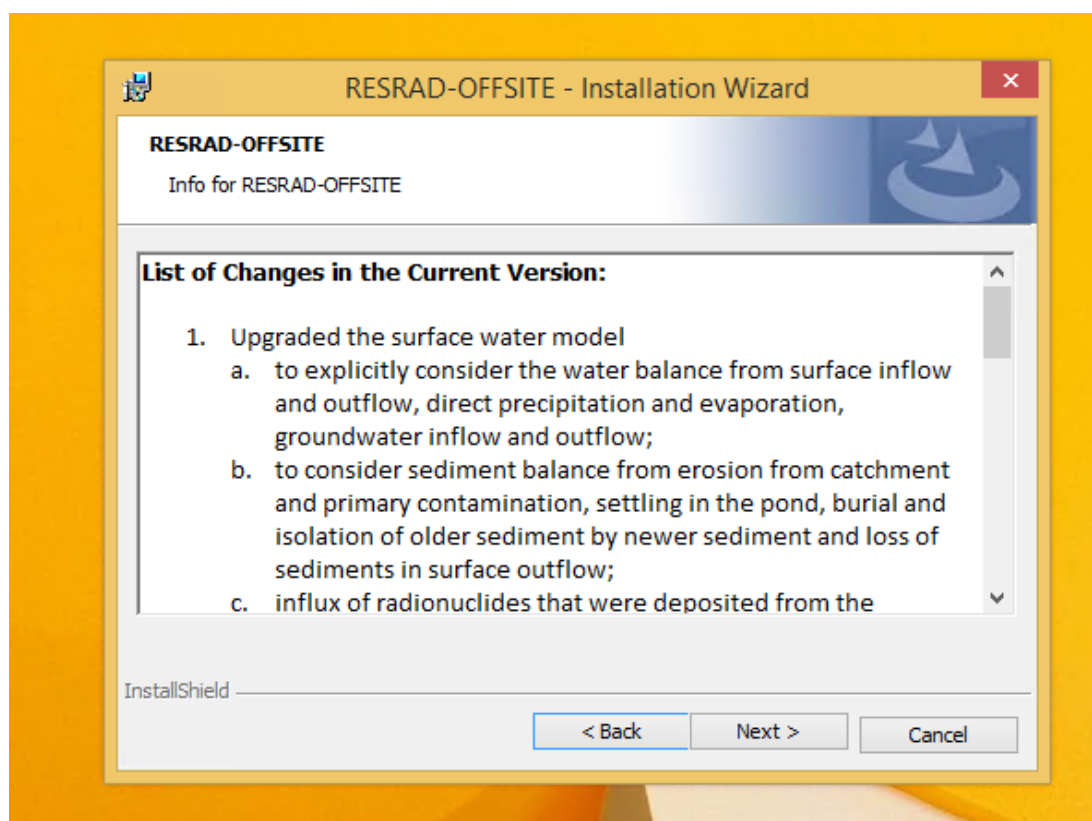 RESRAD-OFFSITE - Installation Wizard
RESRAD-OFFSITE
Info for RESRAD-OFFSITE
List of Changes in the Current Version:
1. Upgraded the surface water model
a. to explicitly consider the water balance from surface inflow
and outflow, direct precipitation and evaporation,
groundwater inflow and outflow;
b. to consider sediment balance from erosion from catchment
and primary contamination, settling in the pond, burial and
isolation of older sediment by newer sediment and loss of
sediments in surface outflow;
c. influx of radionuclides that were deposited from the
InstallShield
< Back Next > Cancel